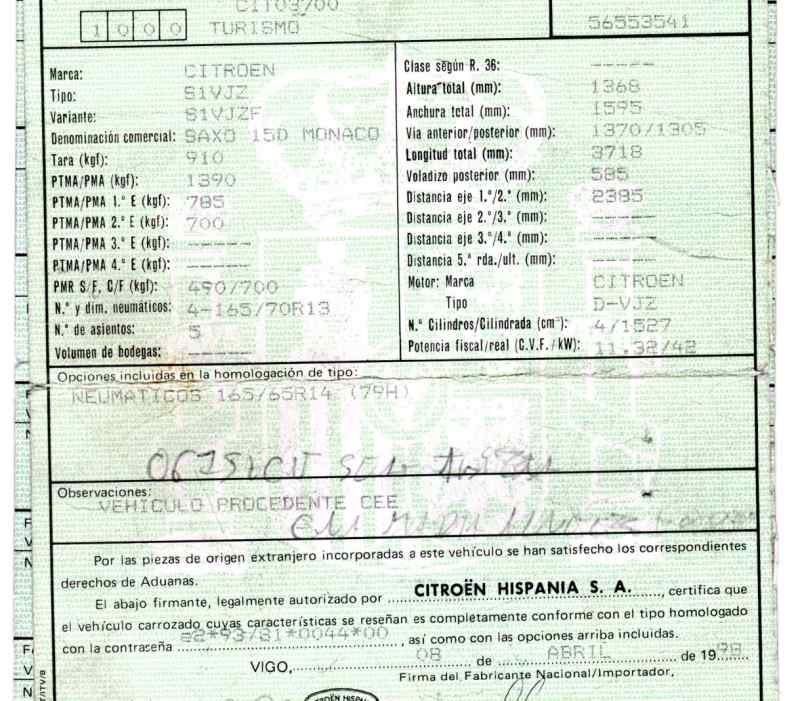 CIT03/00
1000 TURISMO 56553541
Marca: CITROEN
Tipo: S1VJZ
Variante: S1VJZF
Denominación comercial: SAXO 15D MONACO
Tara (kgf): 910
PTMA/PMA (kgf): 1390
PTMA/PMA 1.º E (kgf): 785
PTMA/PMA 2.º E (kgf): 700
PTMA/PMA 3.º E (kgf): -----
PTMA/PMA 4.º E (kgf): -----
PMR S/F, C/F (kgf): 490/700
N.º y dim. neumáticos: 4-165/70R13
N.º de asientos: 5
Volumen de bodegas: -----
Clase según R. 36: -----
Altura total (mm): 1368
Anchura total (mm): 1595
Via anterior/posterior (mm): 1370/1305
Longitud total (mm): 3718
Voladizo posterior (mm): 585
Distancia eje 1.º/2.º (mm): 2385
Distancia eje 2.º/3.º (mm): -----
Distancia eje 3.º/4.º (mm): -----
Distancia 5.ª rda./ult. (mm): -----
Motor: Marca CITROEN
Tipo D-VJZ
N.º Cilindros/Cilindrada (cm³): 4/1527
Potencia fiscal/real (C.V.F./kW): 11.32/42
Opciones incluidas en la homologación de tipo:
NEUMATICOS 165/65R14 (79H)
Observaciones:
VEHICULO PROCEDENTE CEE
Por las piezas de origen extranjero incorporadas a este vehículo se han satisfecho los correspondientes
derechos de Aduanas.
El abajo firmante, legalmente autorizado por CITROËN HISPANIA S. A., certifica que
el vehículo carrozado cuyas características se reseñan es completamente conforme con el tipo homologado
con la contraseña e2*93/81*0044*00, así como con las opciones arriba incluidas.
VIGO, 08 de ABRIL de 1998
Firma del Fabricante Nacional/Importador,